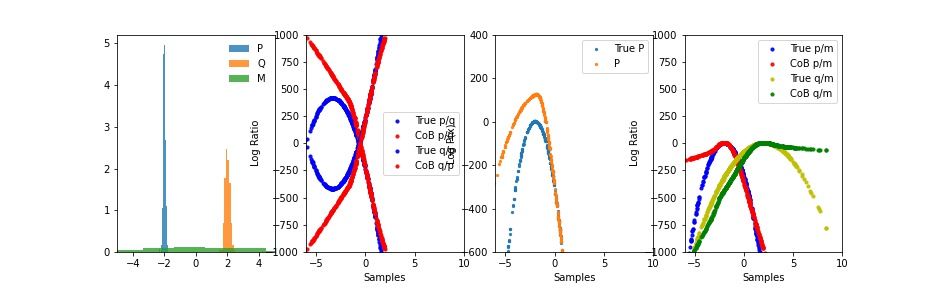 P
Q
M
5
4
3
2
1
0
−4
−2
0
2
4
Log Ratio
1000
750
500
250
0
−250
−500
−750
−1000
True p/q
CoB p/q
True q/p
CoB q/p
−5
0
5
10
Samples
400
200
0
−200
−400
−600
True P
P
−5
0
5
10
Samples
Log Ratio
1000
750
500
250
0
−250
−500
−750
−1000
True p/m
CoB p/m
True q/m
CoB q/m
−5
0
5
10
Samples